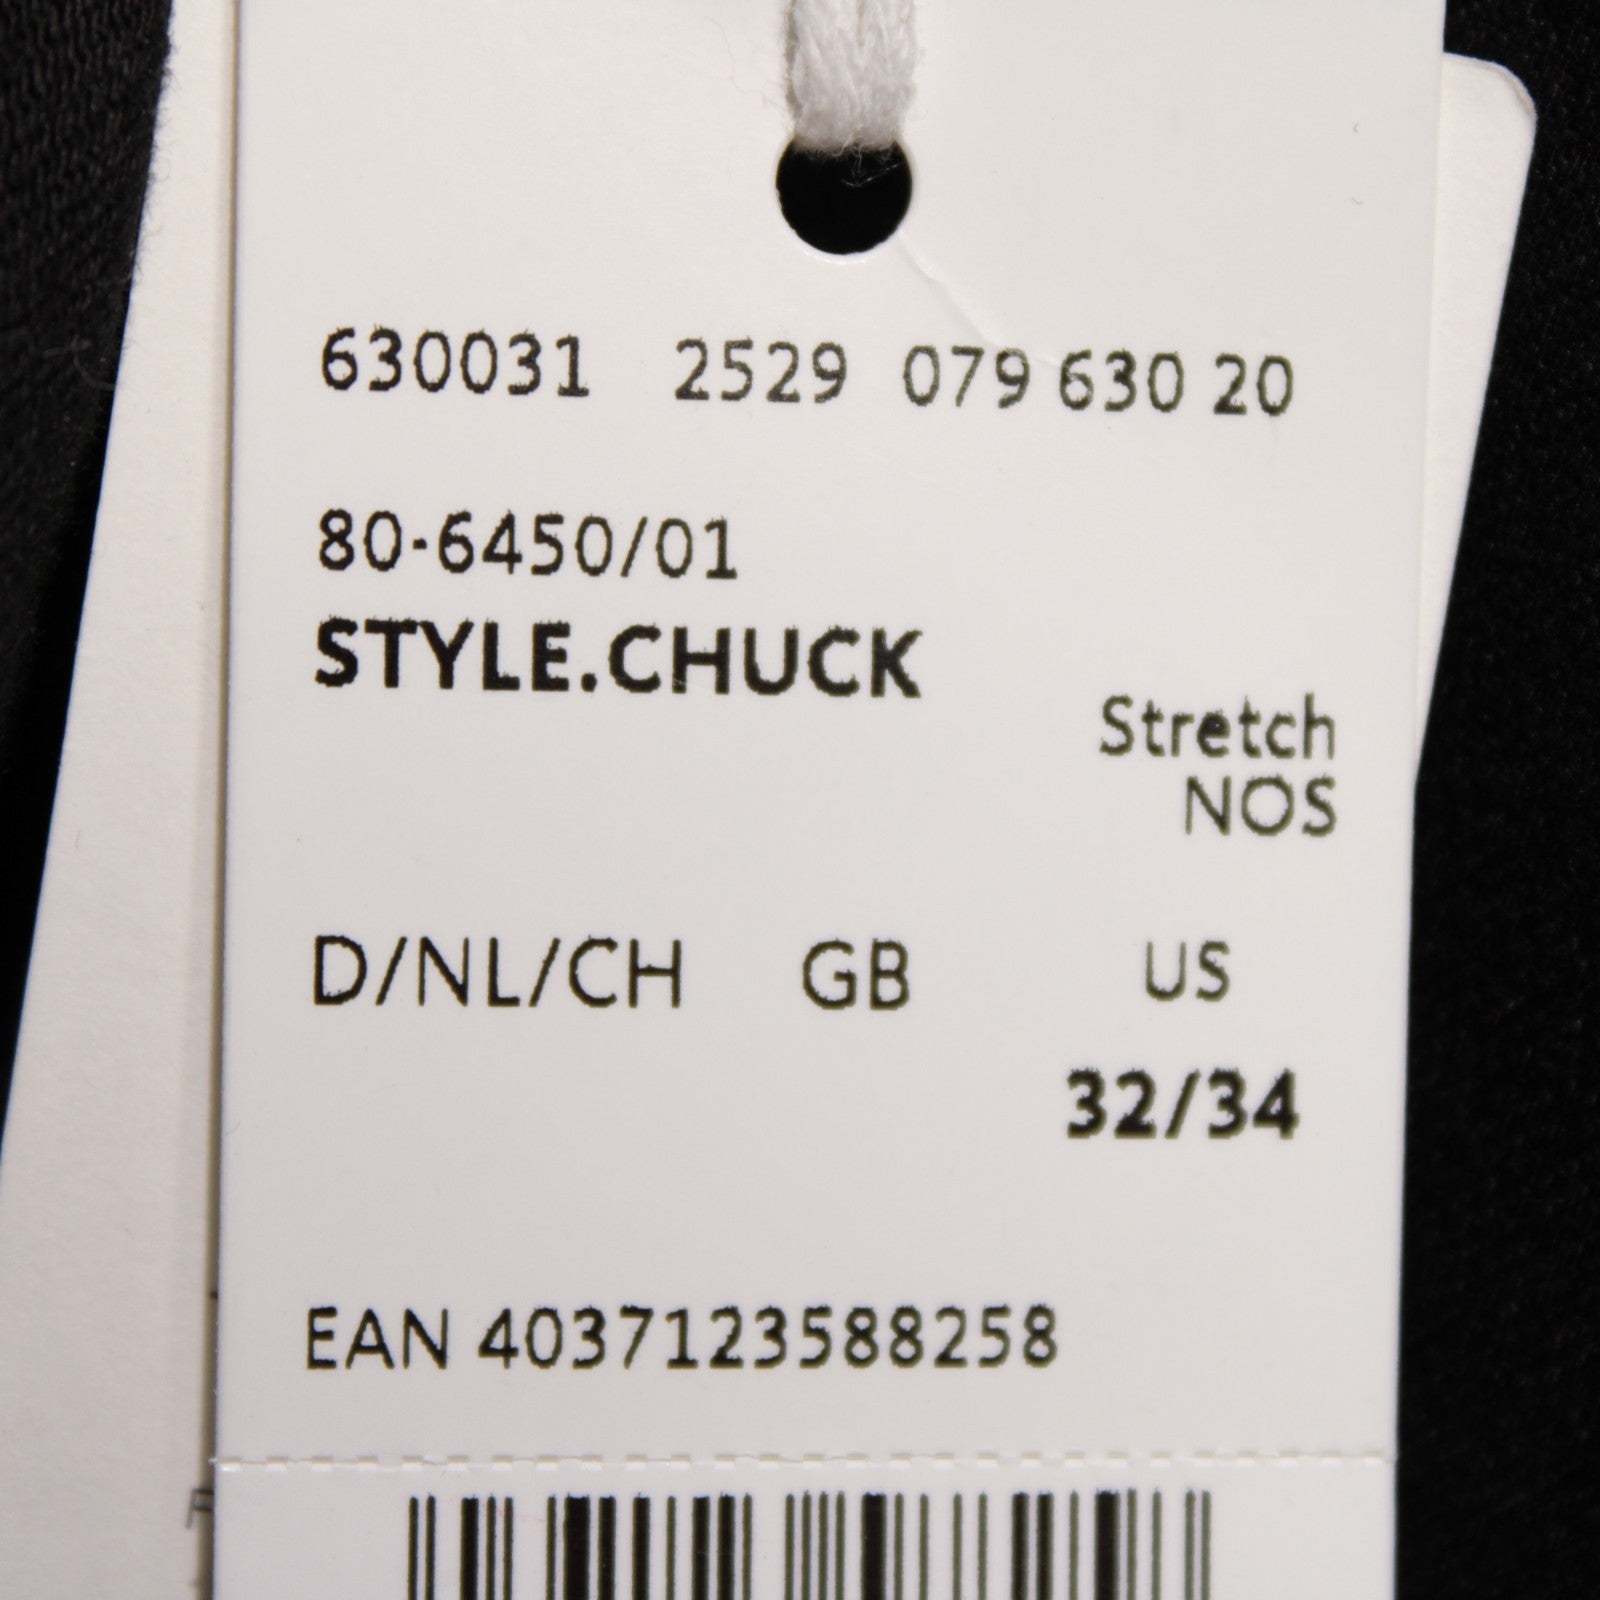 630031 2529 079 630 20
80-6450/01
STYLE.CHUCK
Stretch
NOS
D/NL/CH GB US
32/34
EAN 4037123588258